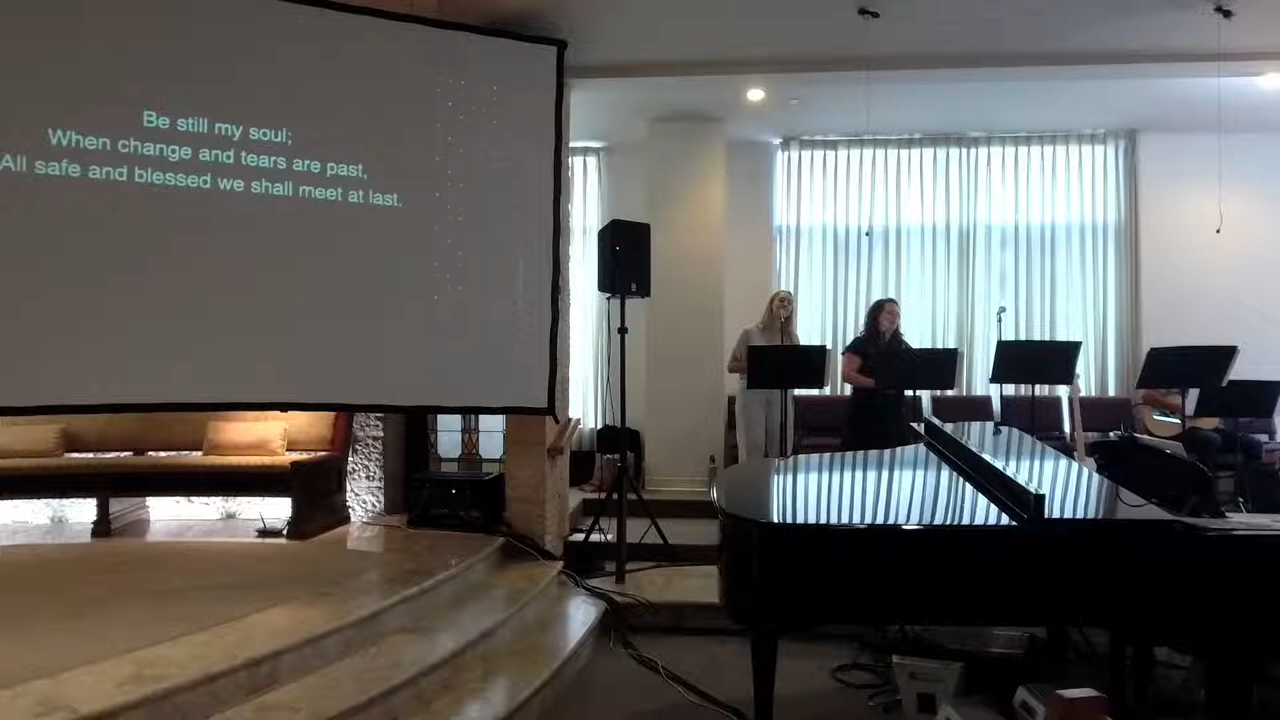 Be still my soul;
When change and tears are past,
All safe and blessed we shall meet at last.